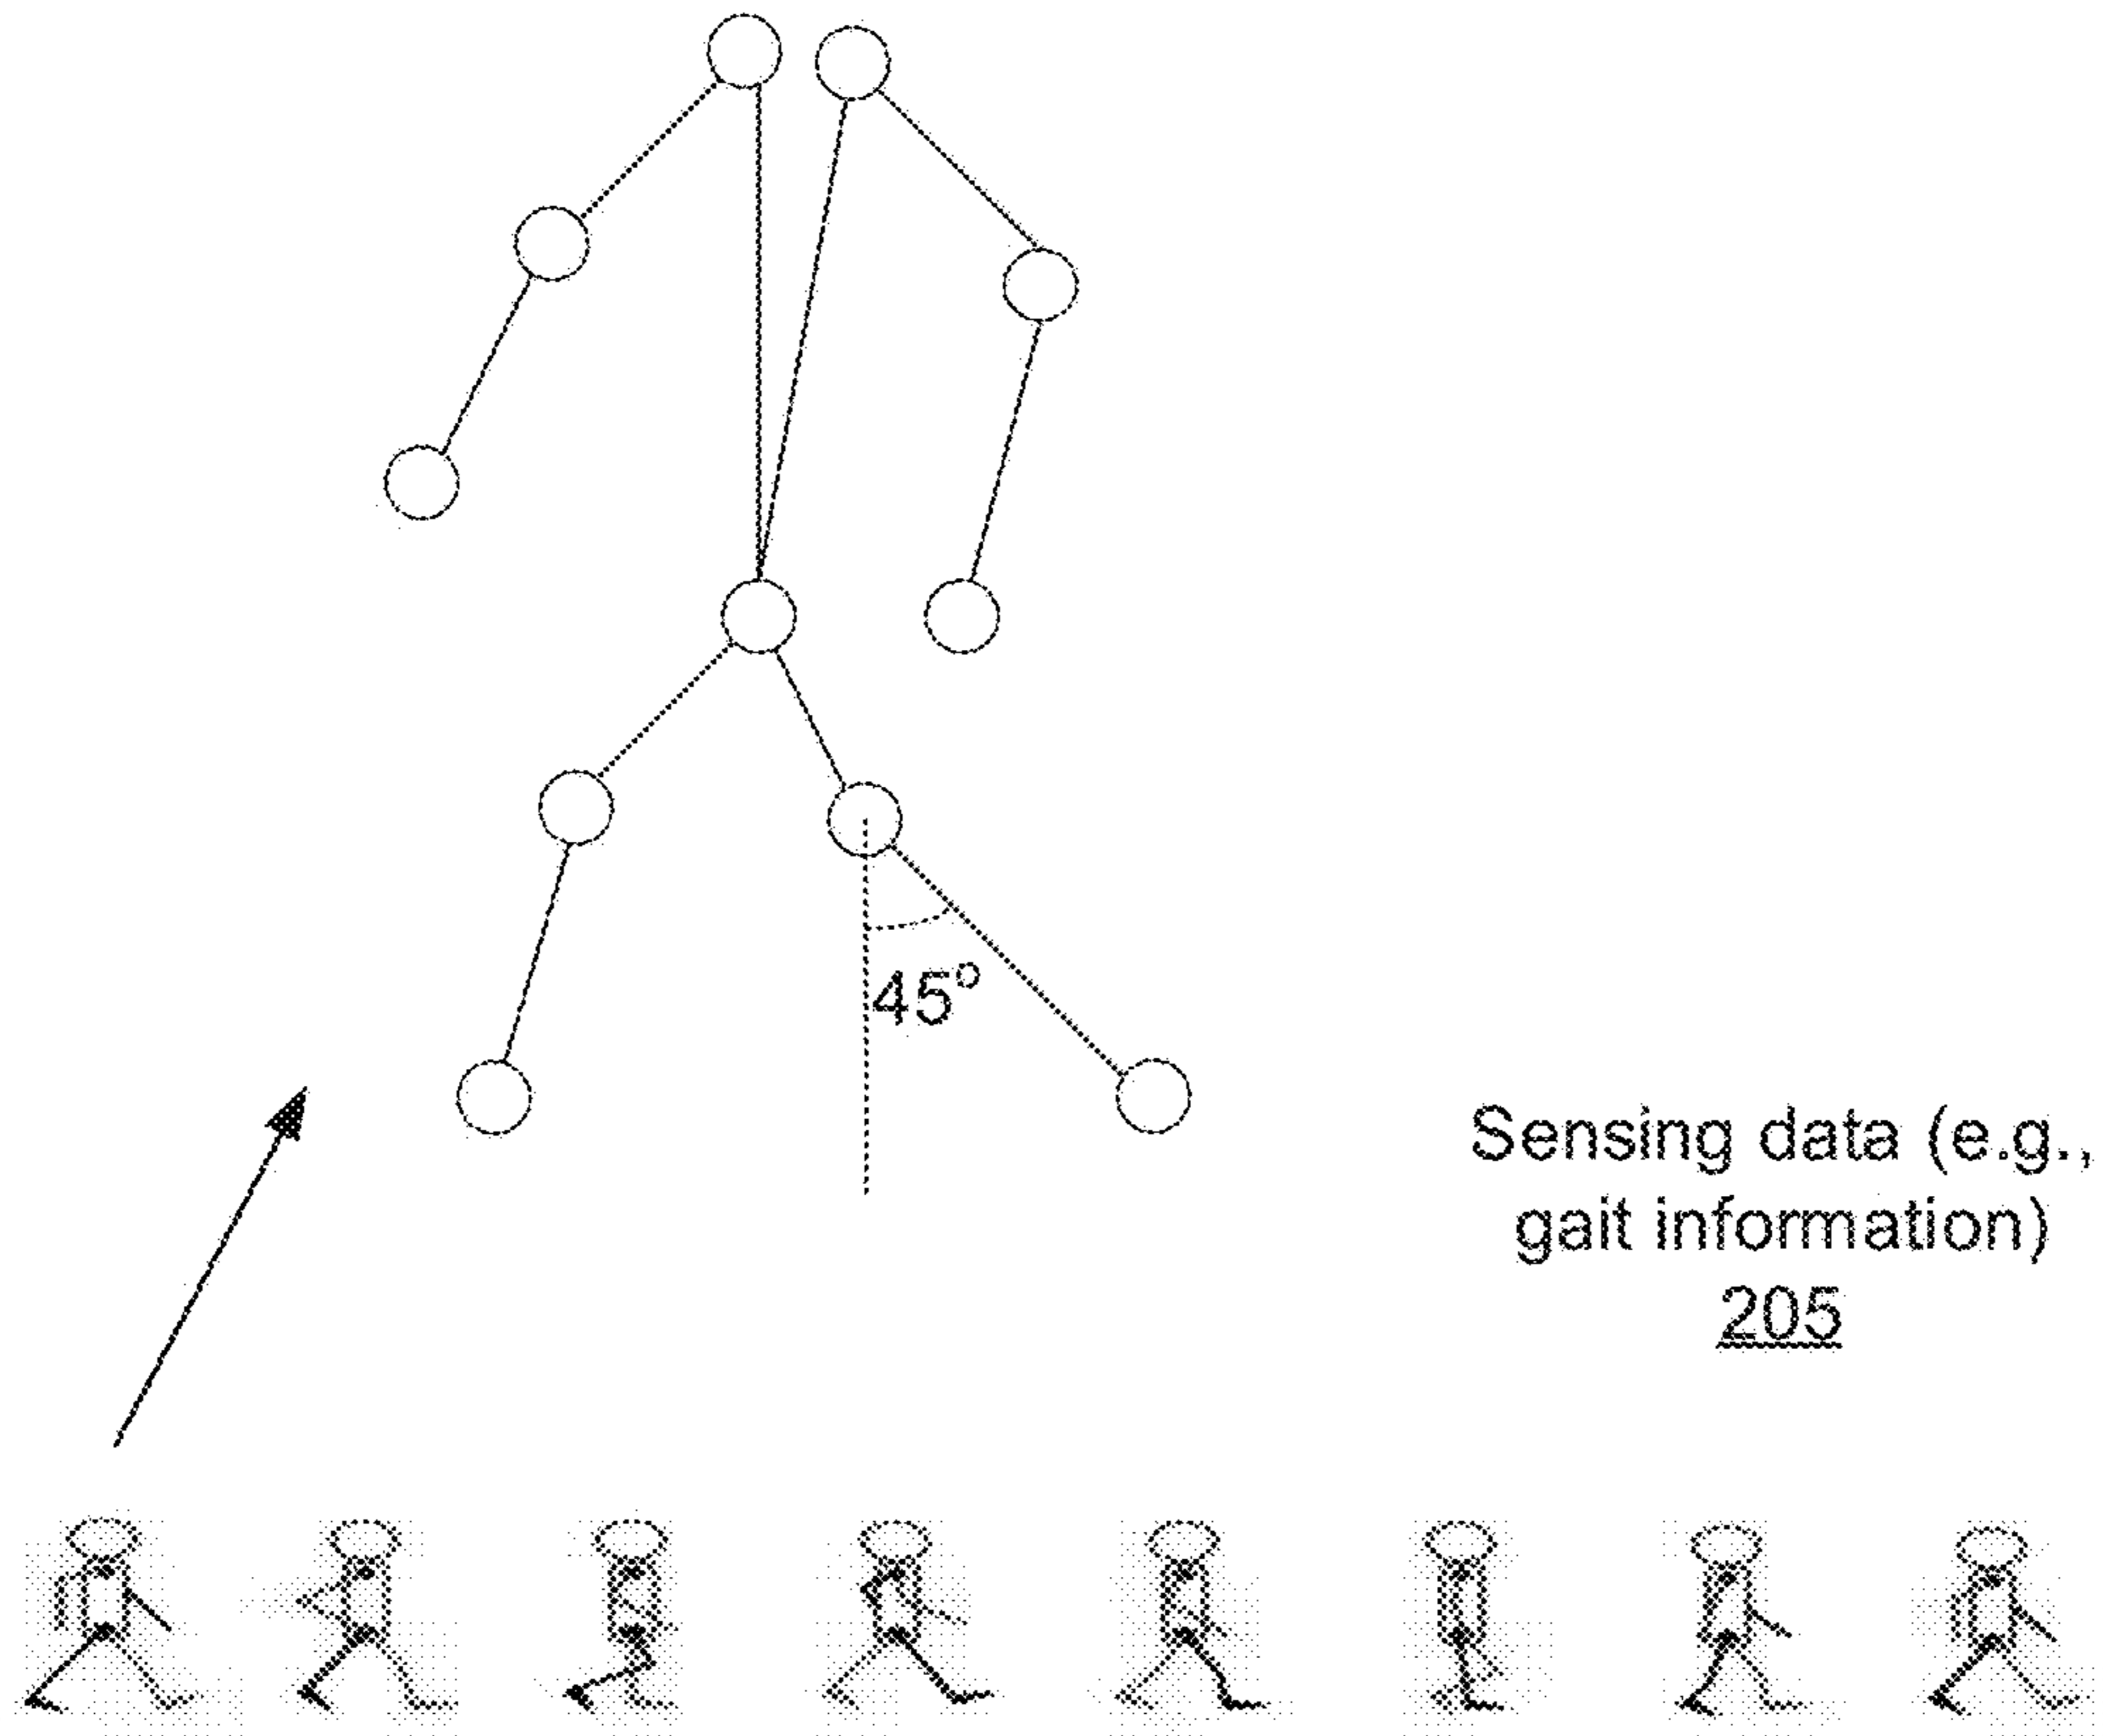 45°
Sensing data (e.g.,
gait information)
205